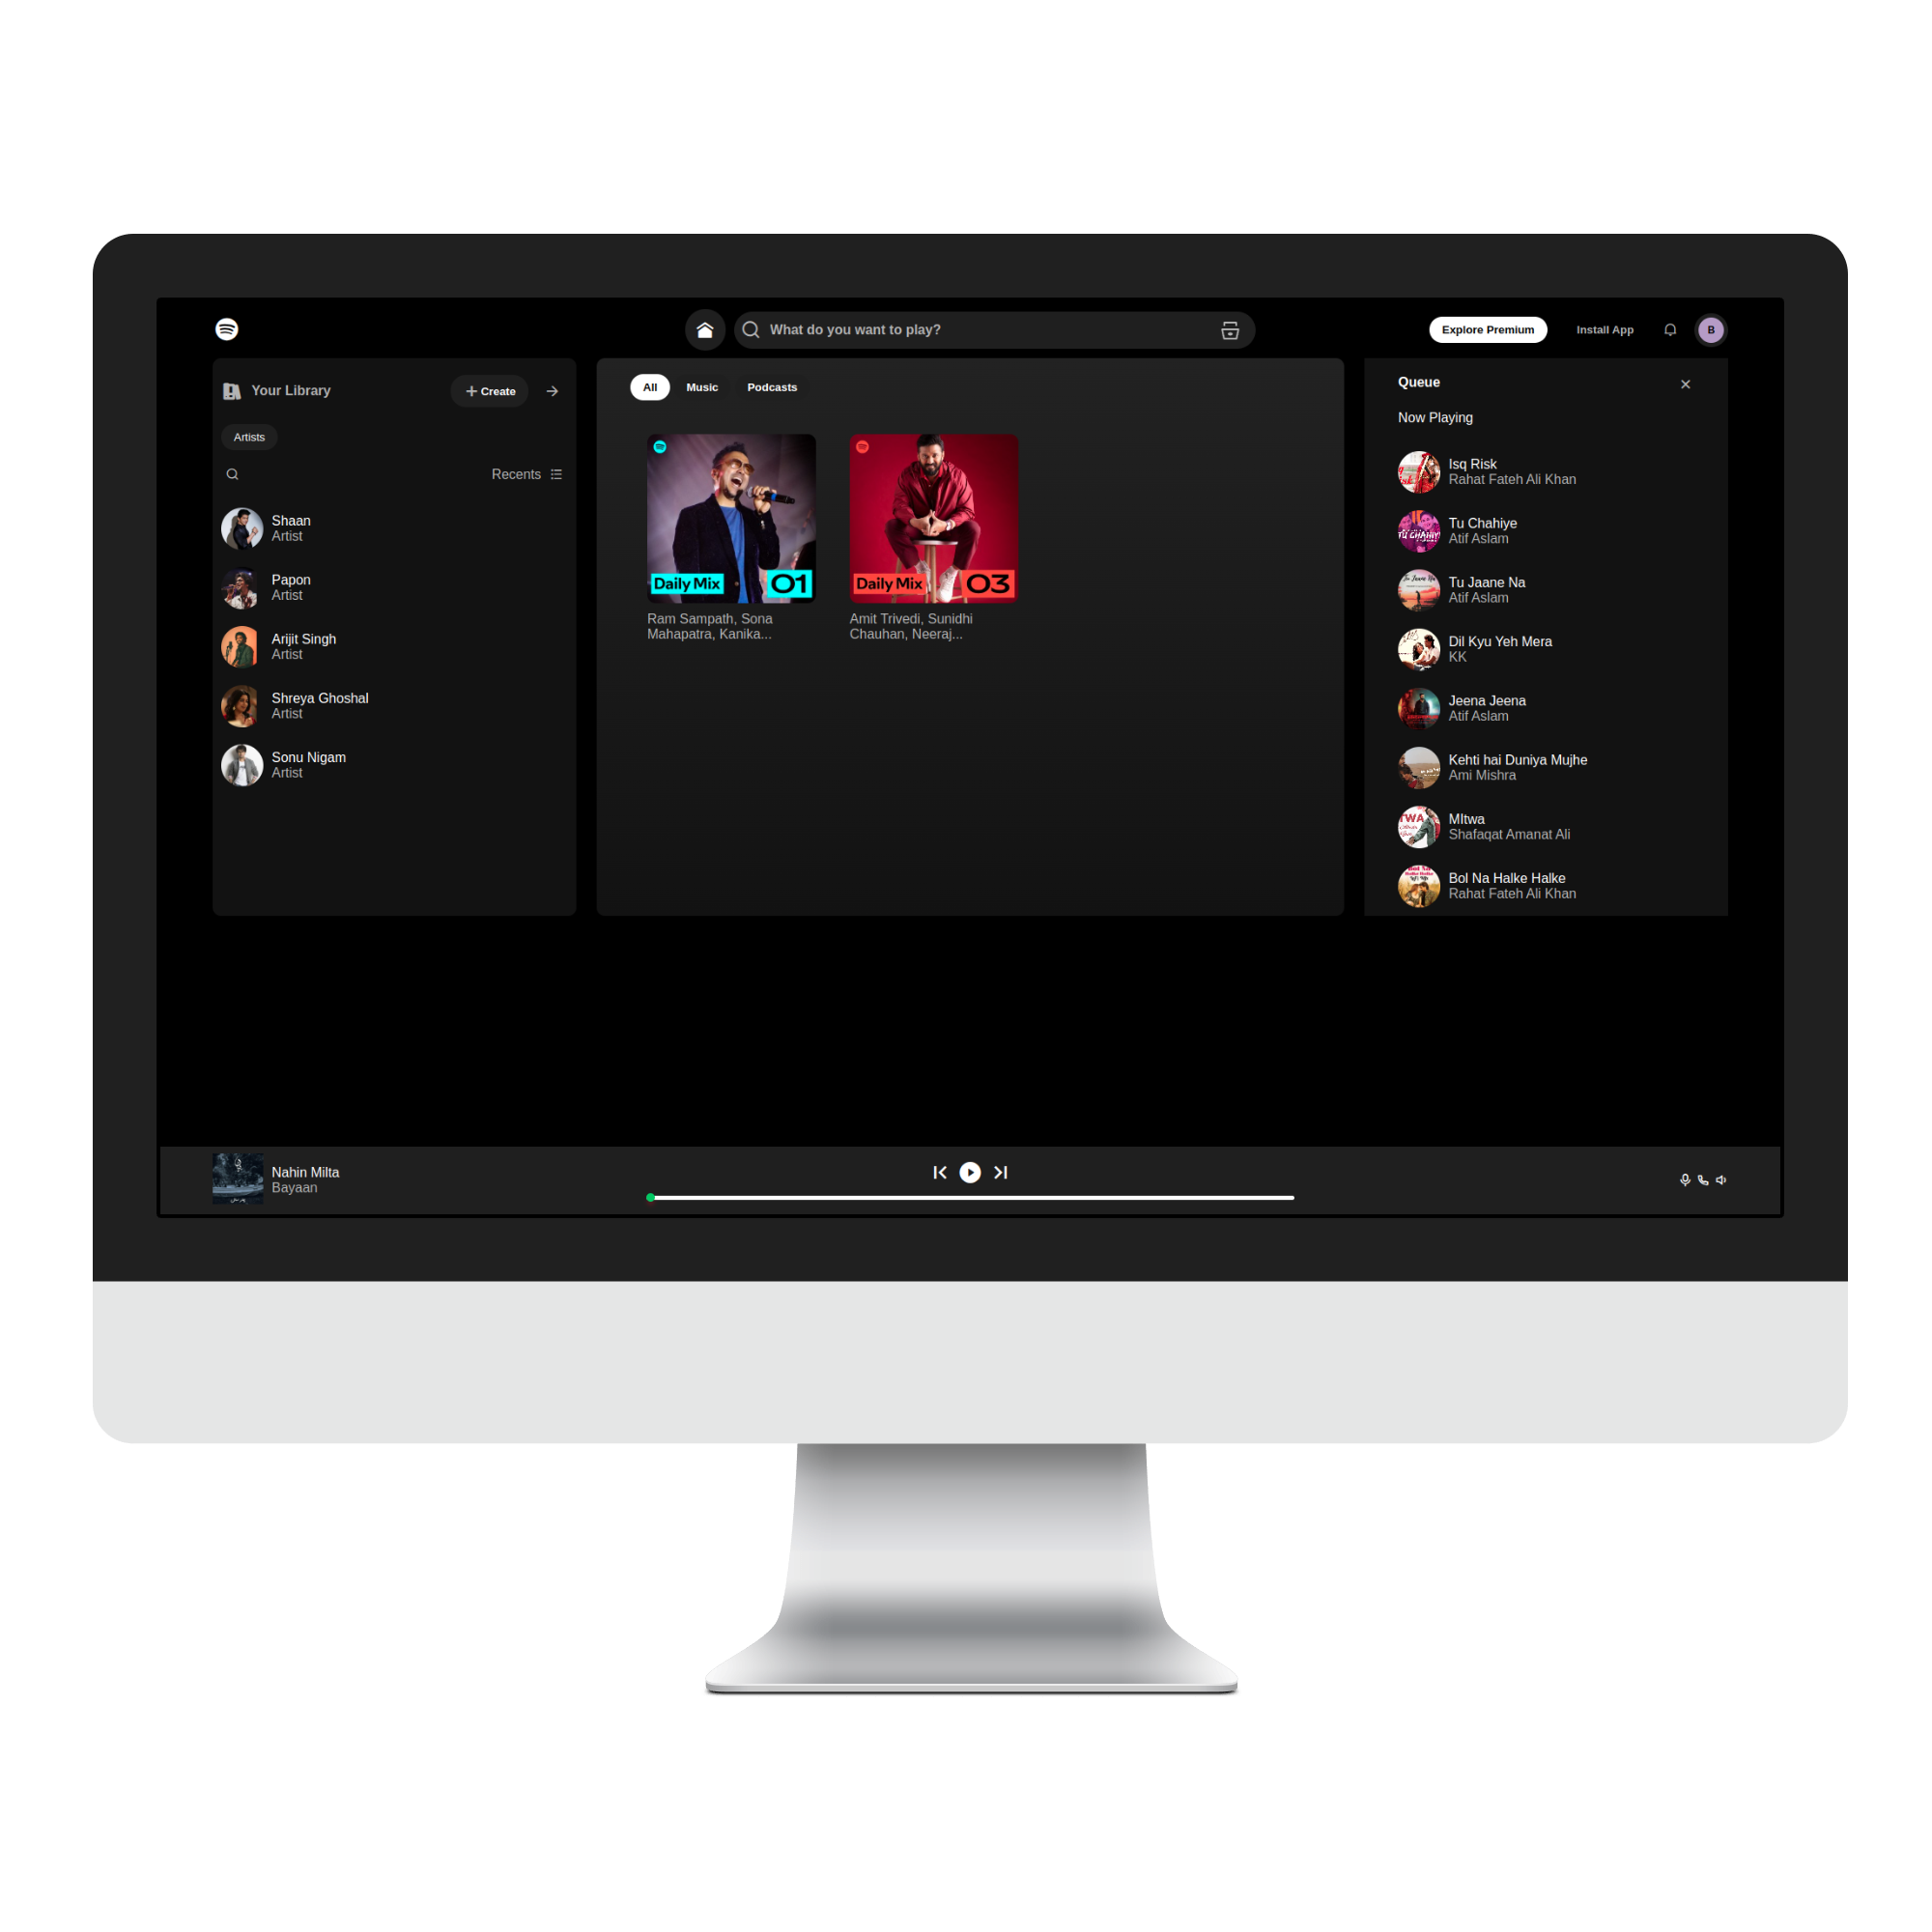 What do you want to play?
Explore Premium
Install App
B
Your Library
Create
Artists
Recents
Shaan
Artist
Papon
Artist
Arijit Singh
Artist
Shreya Ghoshal
Artist
Sonu Nigam
Artist
All
Music
Podcasts
Daily Mix
01
Ram Sampath, Sona
Mahapatra, Kanika...
Daily Mix
03
Amit Trivedi, Sunidhi
Chauhan, Neeraj...
Queue
Now Playing
Isq Risk
Rahat Fateh Ali Khan
Tu Chahiye
Atif Aslam
Tu Jaane Na
Atif Aslam
Dil Kyu Yeh Mera
KK
Jeena Jeena
Atif Aslam
Kehti hai Duniya Mujhe
Ami Mishra
TWA
MItwa
Shafaqat Amanat Ali
Bol Na Halke Halke
Rahat Fateh Ali Khan
Nahin Milta
Bayaan